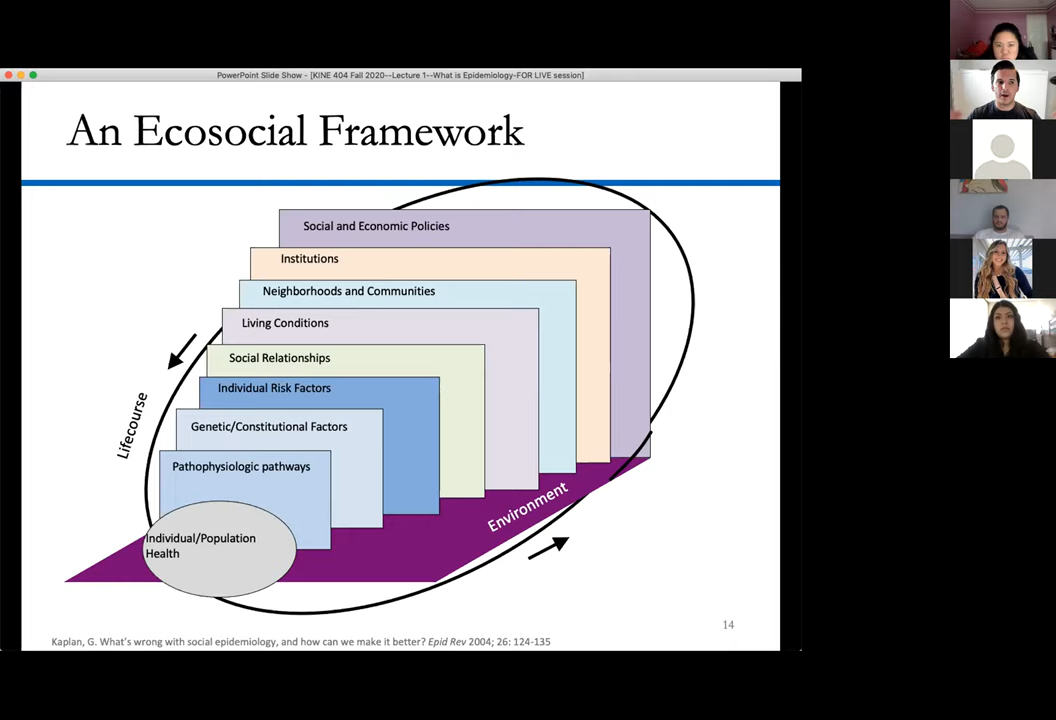 PowerPoint Slide Show - [KINE 404 Fall 2020--Lecture 1--What is Epidemiology-FOR LIVE session]
An Ecosocial Framework
Social and Economic Policies
Institutions
Neighborhoods and Communities
Living Conditions
Social Relationships
Individual Risk Factors
Genetic/Constitutional Factors
Pathophysiologic pathways
Individual/Population
Health
Lifecourse
Environment
14
Kaplan, G. What's wrong with social epidemiology, and how can we make it better? Epid Rev 2004; 26: 124-135